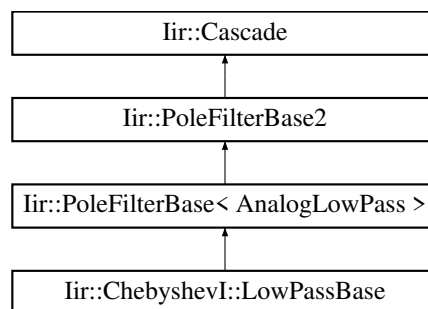 Iir::Cascade
Iir::PoleFilterBase2
Iir::PoleFilterBase< AnalogLowPass >
Iir::ChebyshevI::LowPassBase